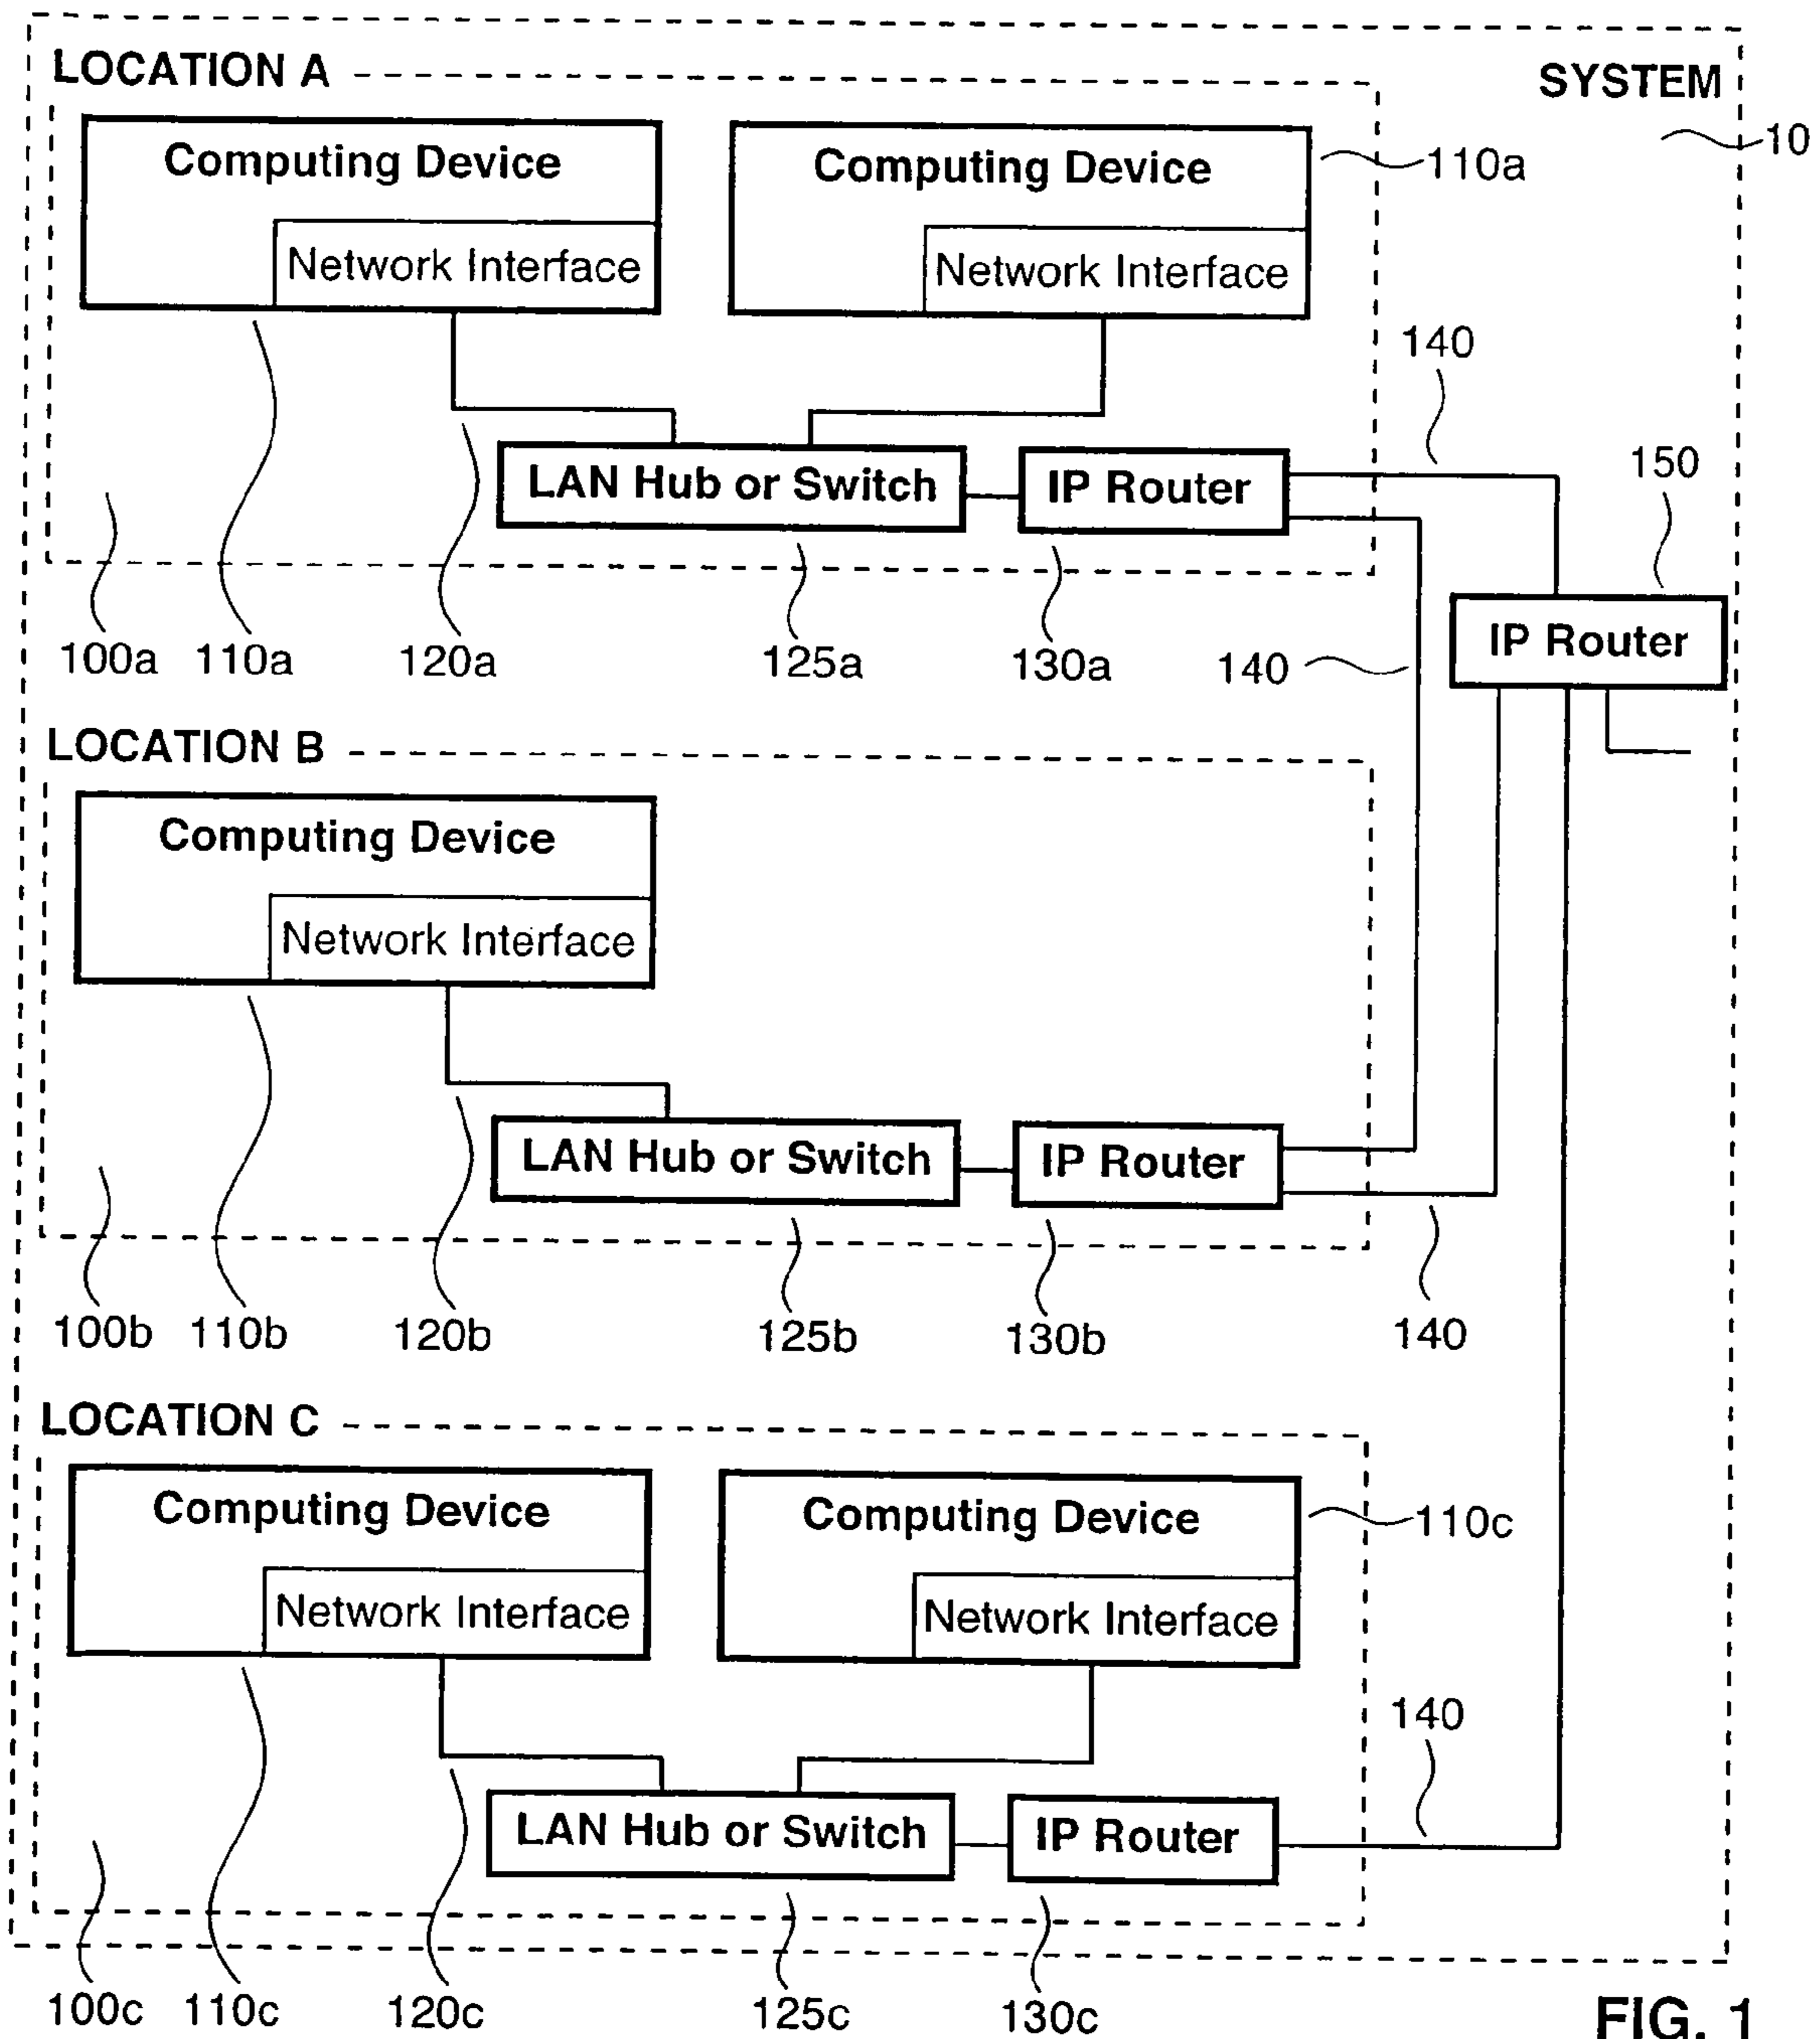 LOCATION A
SYSTEM
10
Computing Device
Computing Device
110a
Network Interface
Network Interface
140
150
LAN Hub or Switch
IP Router
IP Router
100a
110a
120a
125a
130a
140
LOCATION B
Computing Device
Network Interface
LAN Hub or Switch
IP Router
100b
110b
120b
125b
130b
140
LOCATION C
Computing Device
Computing Device
110c
Network Interface
Network Interface
140
LAN Hub or Switch
IP Router
100c
110c
120c
125c
130c
FIG. 1